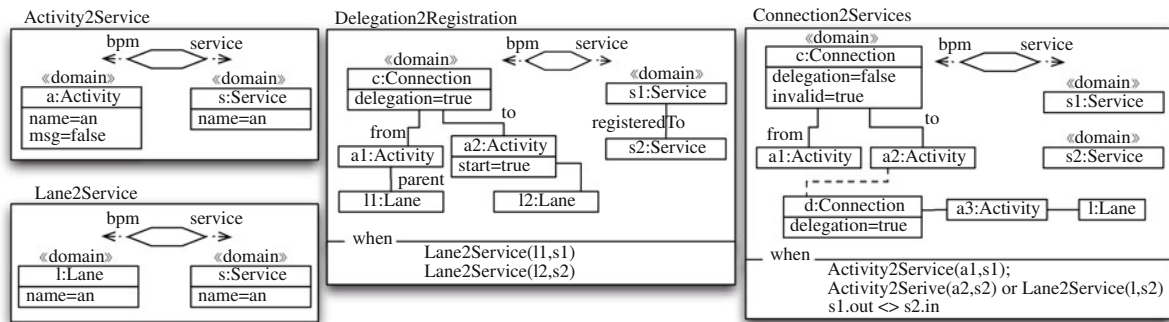 Activity2Service
bpm
service
«domain»
a:Activity
name=an
msg=false
«domain»
s:Service
name=an
Lane2Service
bpm
service
«domain»
l:Lane
name=an
«domain»
s:Service
name=an
Delegation2Registration
«domain»
c:Connection
delegation=true
bpm
service
from
to
a1:Activity
a2:Activity
start=true
parent
l1:Lane
l2:Lane
«domain»
s1:Service
registeredTo
s2:Service
when
Lane2Service(l1,s1)
Lane2Service(l2,s2)
Connection2Services
«domain»
c:Connection
delegation=false
invalid=true
bpm
service
from
to
a1:Activity
a2:Activity
d:Connection
delegation=true
a3:Activity
l:Lane
«domain»
s1:Service
«domain»
s2:Service
when
Activity2Service(a1,s1);
Activity2Serive(a2,s2) or Lane2Service(l,s2)
s1.out <> s2.in